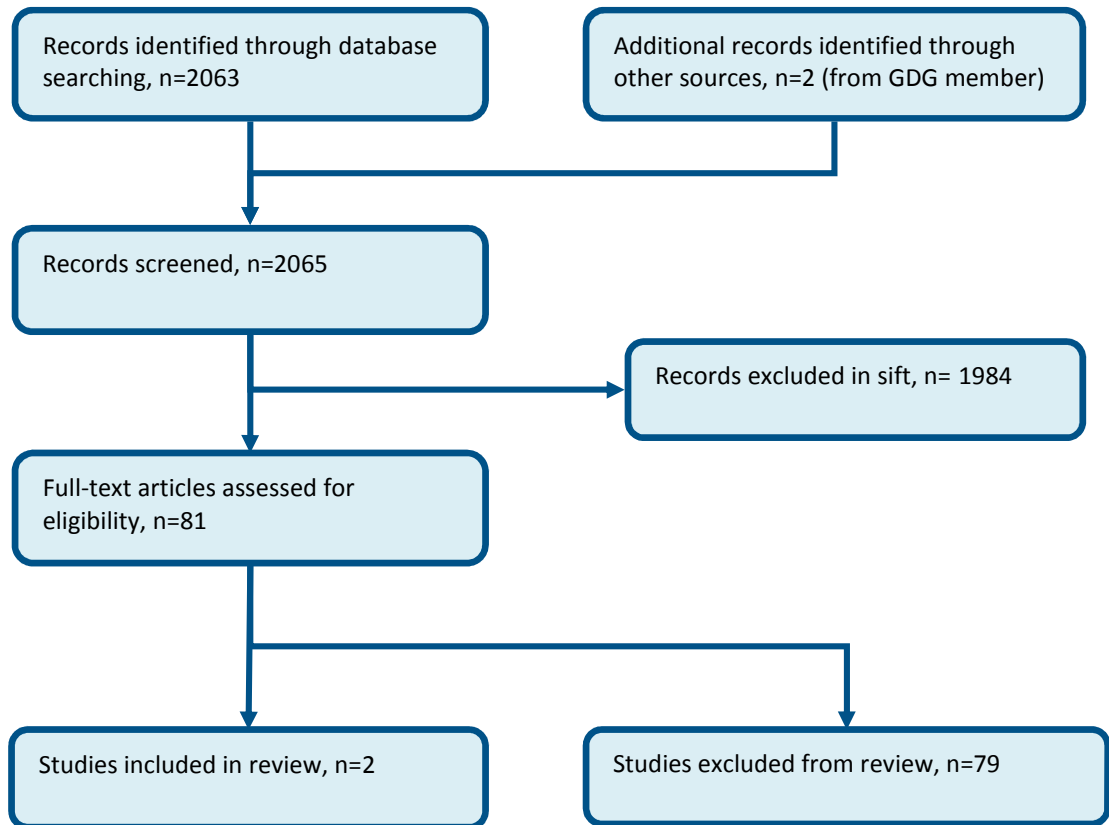 Records identified through database
searching, n=2063
Additional records identified through
other sources, n=2 (from GDG member)
Records screened, n=2065
Records excluded in sift, n= 1984
Full-text articles assessed for
eligibility, n=81
Studies included in review, n=2
Studies excluded from review, n=79